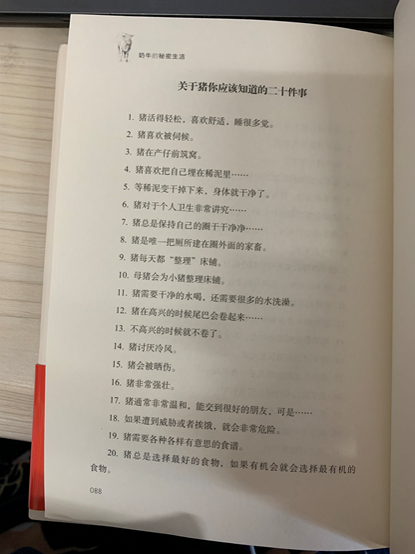 奶牛的秘密生活
关于猪你应该知道的二十件事
1. 猪活得轻松，喜欢舒适，睡很多觉。
2. 猪喜欢被伺候。
3. 猪在产仔前筑窝。
4. 猪喜欢把自己埋在稀泥里……
5. 等稀泥变干掉下来，身体就干净了。
6. 猪对于个人卫生非常讲究……
7. 猪总是保持自己的圈干干净净……
8. 猪是唯一把厕所建在圈外面的家畜。
9. 猪每天都“整理”床铺。
10. 母猪会为小猪整理床铺。
11. 猪需要干净的水喝，还需要很多的水洗澡。
12. 猪在高兴的时候尾巴会卷起来……
13. 不高兴的时候就不卷了。
14. 猪讨厌冷风。
15. 猪会被晒伤。
16. 猪非常强壮。
17. 猪通常非常温和，能交到很好的朋友，可是……
18. 如果遭到威胁或者挨饿，就会非常危险。
19. 猪需要各种各样有意思的食谱。
20. 猪总是选择最好的食物，如果有机会就会选择最有机的
食物。
088